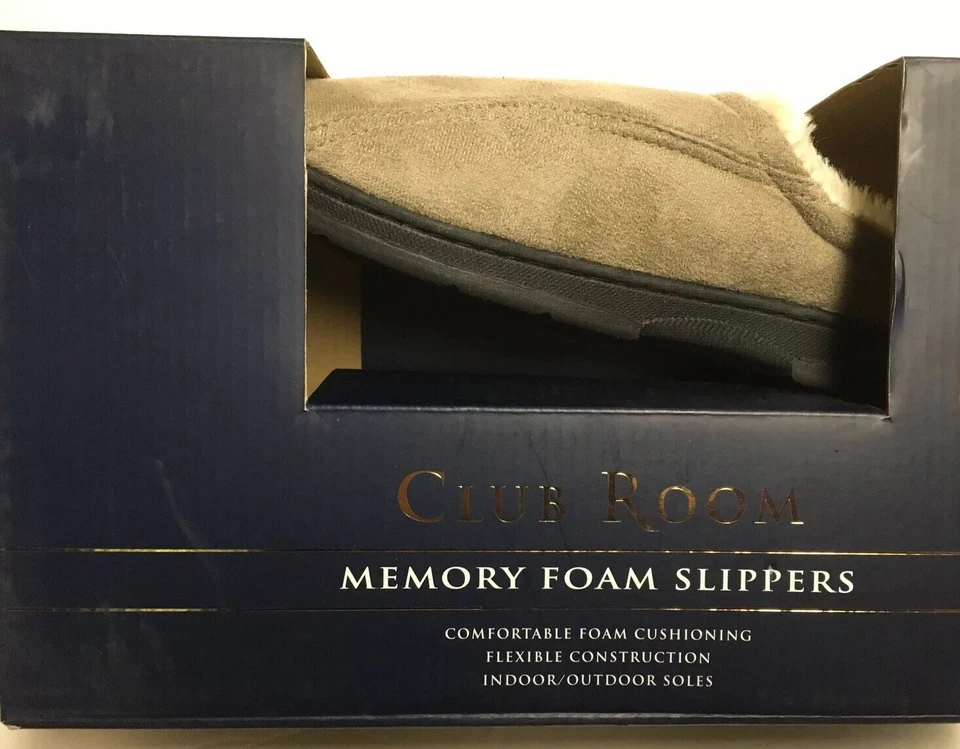 CLUB ROOM
MEMORY FOAM SLIPPERS
COMFORTABLE FOAM CUSHIONING
FLEXIBLE CONSTRUCTION
INDOOR/OUTDOOR SOLES